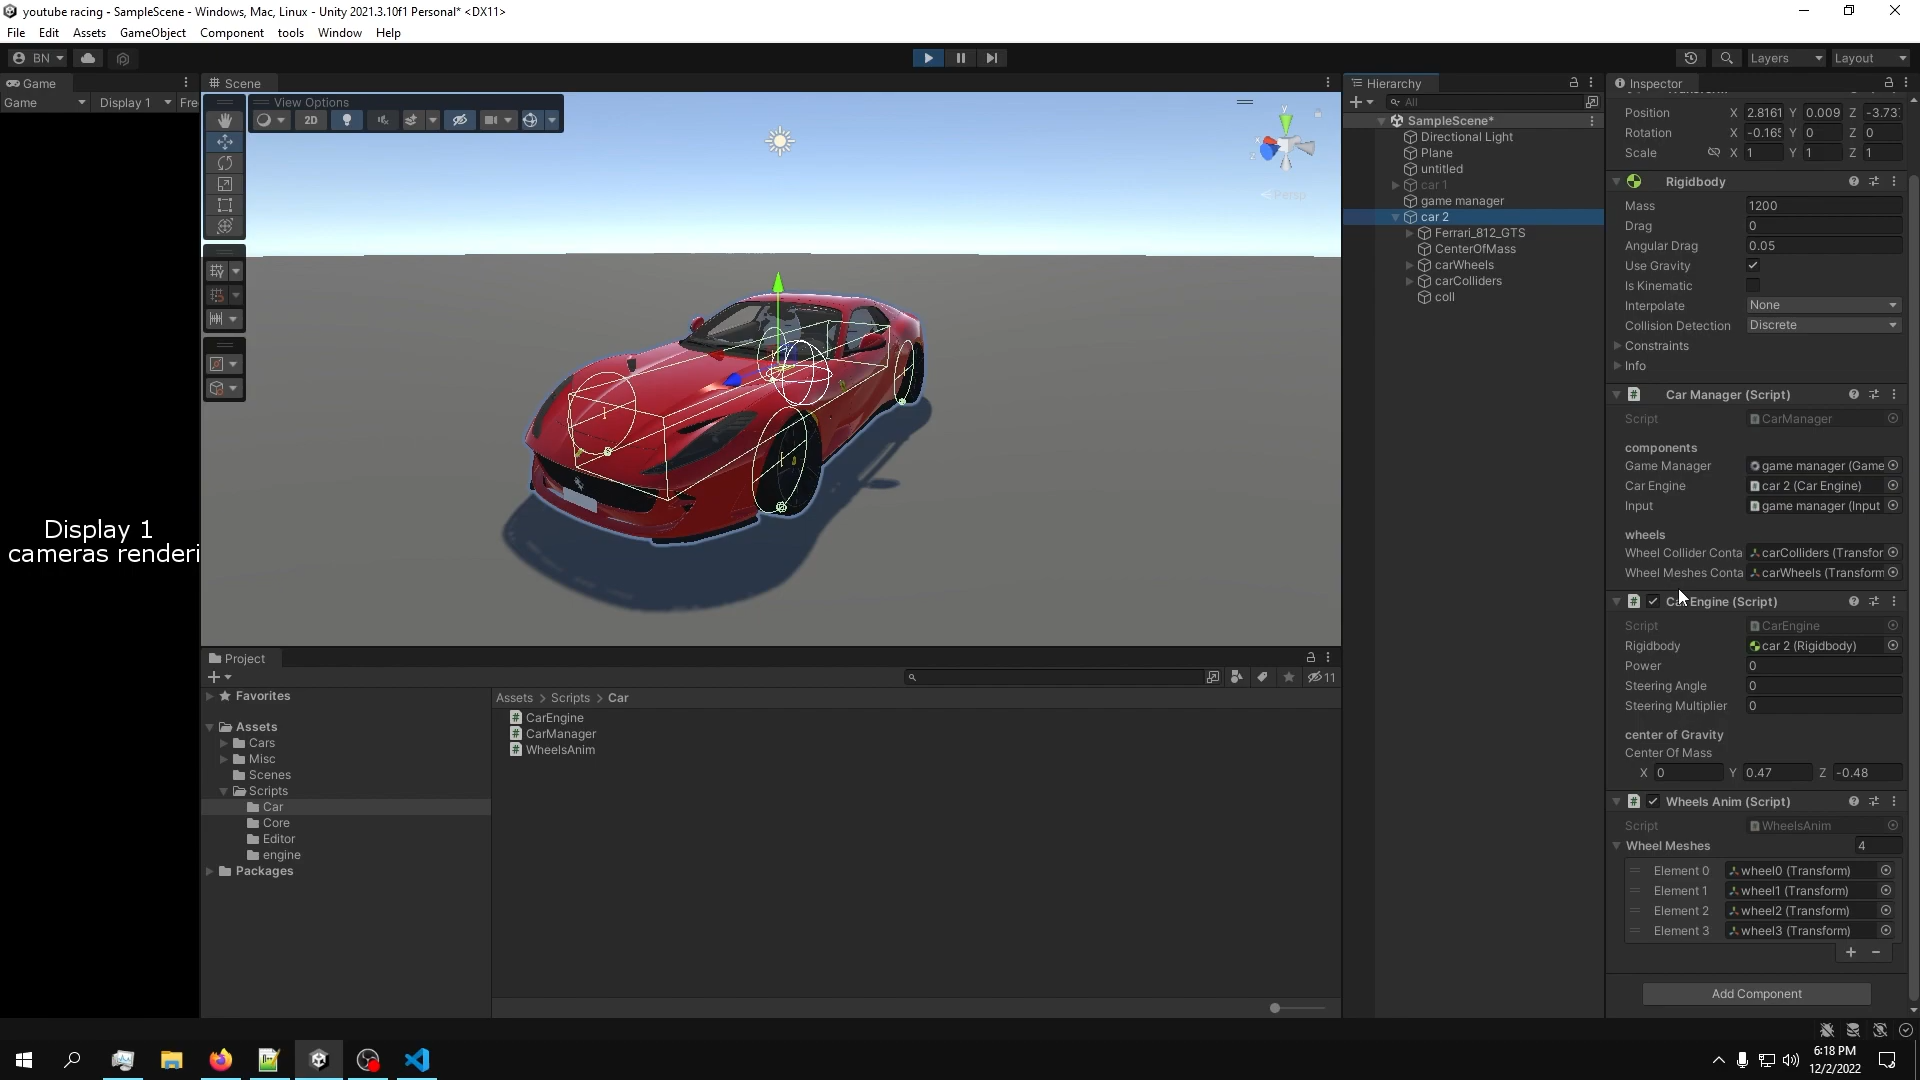 youtube racing - SampleScene - Windows, Mac, Linux - Unity 2021.3.10f1 Personal* <DX11>
File Edit Assets GameObject Component tools Window Help
BN
Layers
Layout
Game
Game Display 1 Fre
Display 1
cameras renderi
Scene
View Options
2D
Persp
Hierarchy
All
SampleScene*
Directional Light
Plane
untitled
car 1
game manager
car 2
Ferrari_812_GTS
CenterOfMass
carWheels
carColliders
coll
Inspector
Position X 2.8161 Y 0.009 Z -3.73
Rotation X -0.165 Y 0 Z 0
Scale X 1 Y 1 Z 1
Rigidbody
Mass 1200
Drag 0
Angular Drag 0.05
Use Gravity
Is Kinematic
Interpolate None
Collision Detection Discrete
Constraints
Info
Car Manager (Script)
Script CarManager
components
Game Manager game manager (Game
Car Engine car 2 (Car Engine)
Input game manager (Input
wheels
Wheel Collider Conta carColliders (Transfor
Wheel Meshes Conta carWheels (Transform
Car Engine (Script)
Script CarEngine
Rigidbody car 2 (Rigidbody)
Power 0
Steering Angle 0
Steering Multiplier 0
center of Gravity
Center Of Mass
X 0 Y 0.47 Z -0.48
Wheels Anim (Script)
Script WheelsAnim
Wheel Meshes 4
Element 0 wheel0 (Transform)
Element 1 wheel1 (Transform)
Element 2 wheel2 (Transform)
Element 3 wheel3 (Transform)
Add Component
Project
11
Favorites
Assets
Cars
Misc
Scenes
Scripts
Car
Core
Editor
engine
Packages
Assets > Scripts > Car
CarEngine
CarManager
WheelsAnim
6:18 PM
12/2/2022